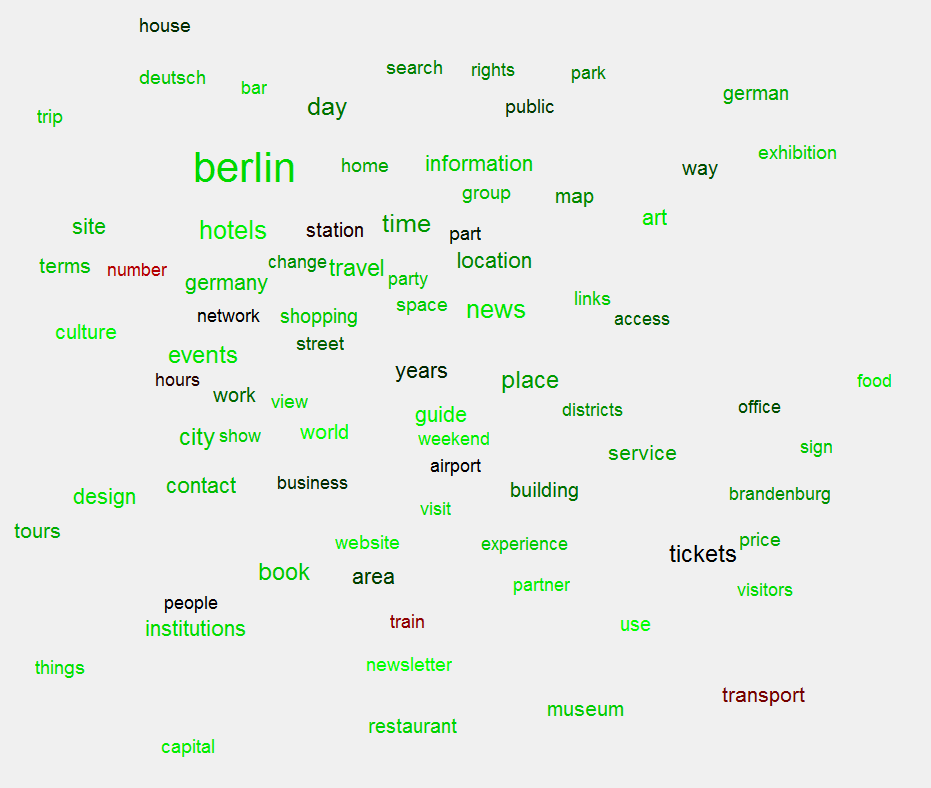 house
deutsch
bar
search
rights
park
trip
day
public
german
berlin
home
information
way
exhibition
group
map
site
hotels
station
time
part
art
terms
number
change
travel
location
germany
party
space
news
links
access
network
shopping
culture
street
events
hours
years
place
food
work
view
guide
districts
office
city
show
world
weekend
service
sign
airport
contact
business
building
brandenburg
design
visit
tours
website
experience
tickets
price
book
area
partner
visitors
people
institutions
train
use
things
newsletter
transport
museum
restaurant
capital